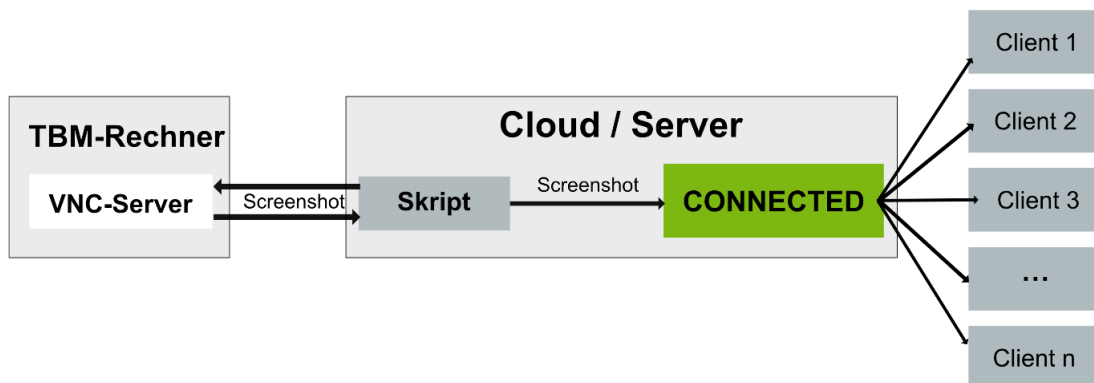 TBM-Rechner
VNC-Server
Screenshot
Cloud / Server
Skript
Screenshot
CONNECTED
Client 1
Client 2
Client 3
...
Client n